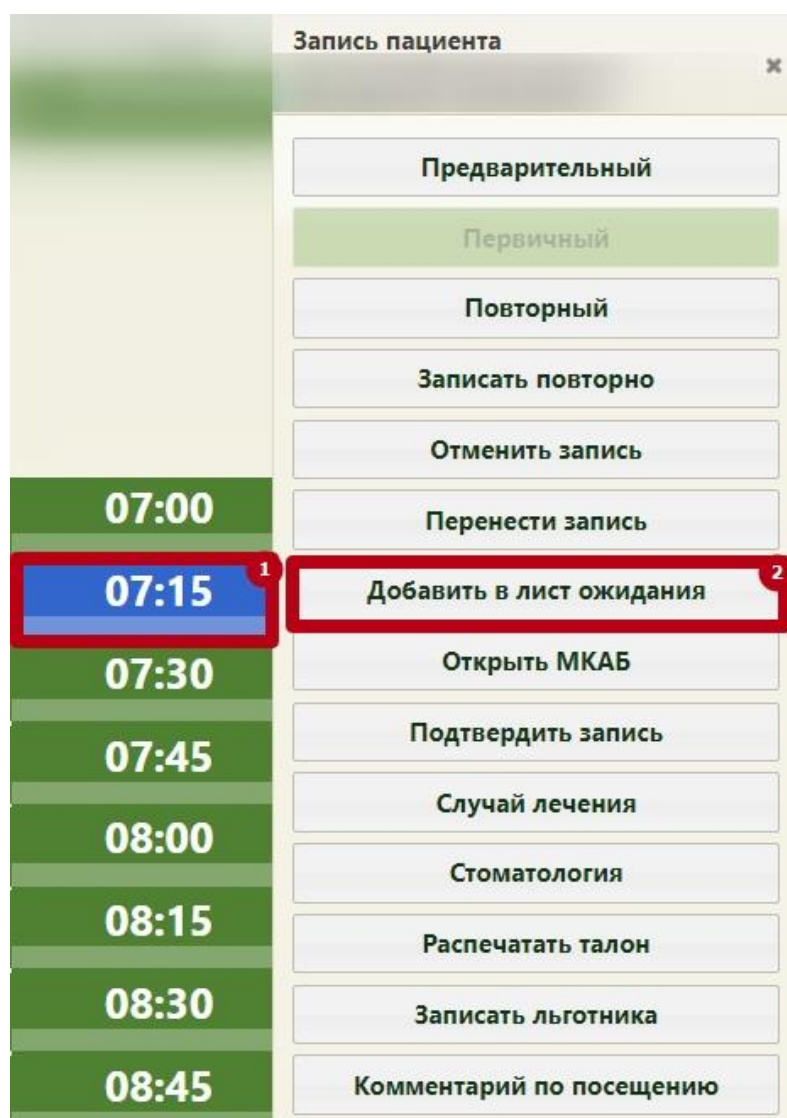 Запись пациента
Предварительный
Первичный
Повторный
Записать повторно
Отменить запись
07:00
Перенести запись
07:15
1
Добавить в лист ожидания
2
07:30
Открыть МКАБ
07:45
Подтвердить запись
Случай лечения
08:00
Стоматология
08:15
Распечатать талон
08:30
Записать льготника
08:45
Комментарий по посещению